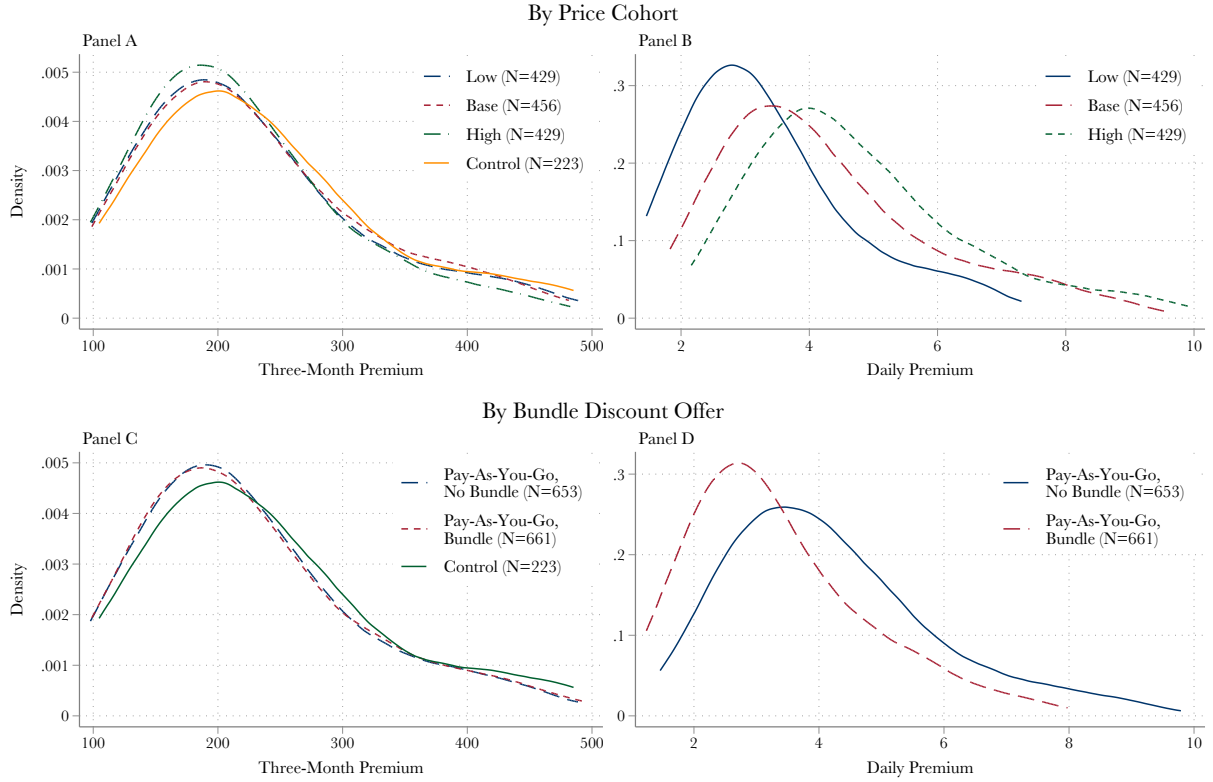 By Price Cohort
Panel A
Density
.005
.004
.003
.002
.001
0
100 200 300 400 500
Three-Month Premium
Low (N=429)
Base (N=456)
High (N=429)
Control (N=223)
Panel B
.3
.2
.1
0
2 4 6 8 10
Daily Premium
Low (N=429)
Base (N=456)
High (N=429)
By Bundle Discount Offer
Panel C
Density
.005
.004
.003
.002
.001
0
100 200 300 400 500
Three-Month Premium
Pay-As-You-Go,
No Bundle (N=653)
Pay-As-You-Go,
Bundle (N=661)
Control (N=223)
Panel D
.3
.2
.1
0
2 4 6 8 10
Daily Premium
Pay-As-You-Go,
No Bundle (N=653)
Pay-As-You-Go,
Bundle (N=661)